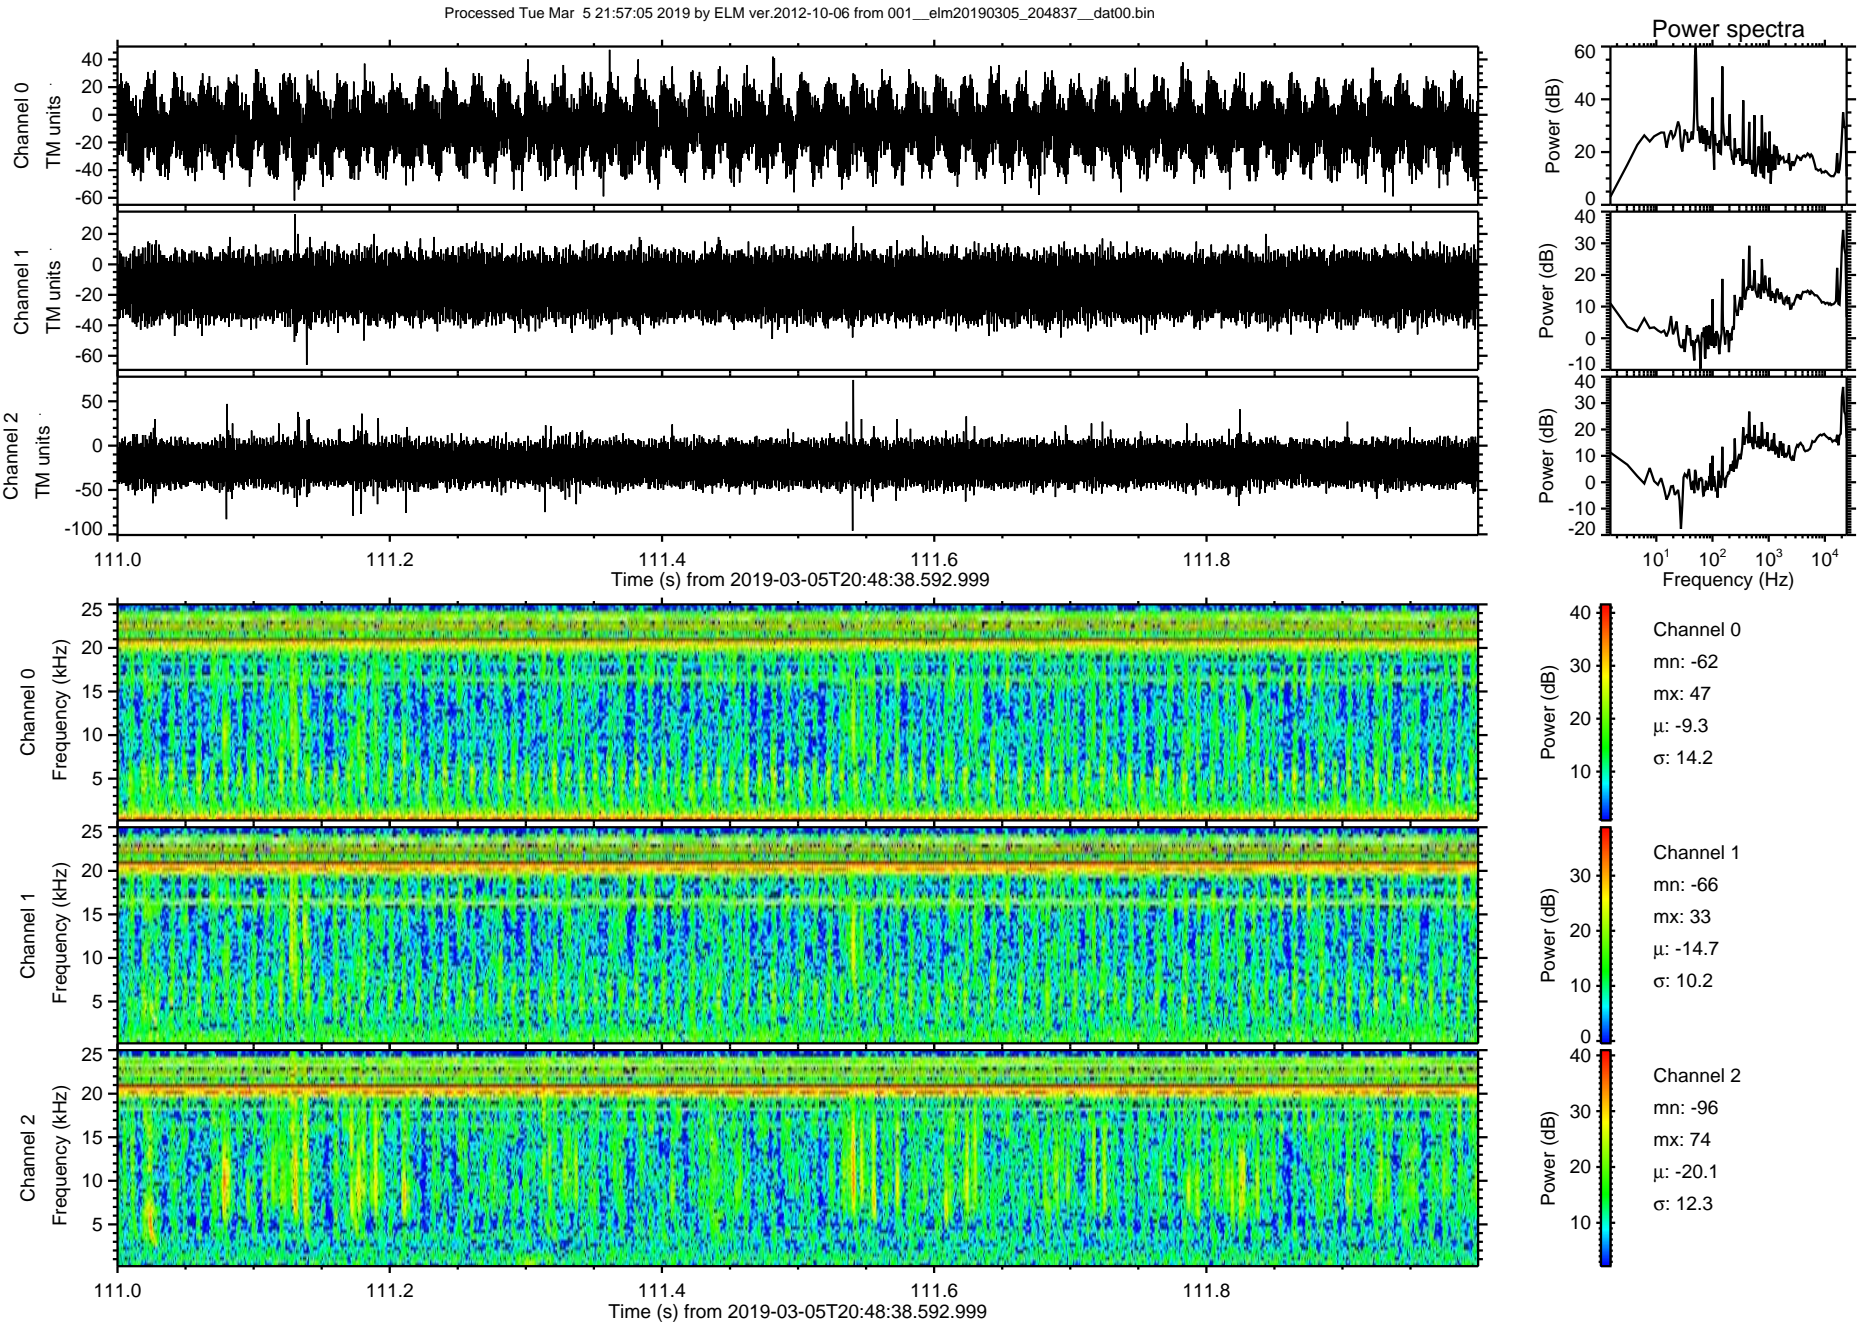 Processed Tue Mar  5 21:57:05 2019 by ELM ver.2012-10-06 from 001__elm20190305_204837__dat00.bin
Power spectra
Channel 0
TM units
40
20
0
-20
-40
-60
Power (dB)
60
40
20
0
Channel 1
TM units
20
0
-20
-40
-60
Power (dB)
40
30
20
10
0
-10
Channel 2
TM units
50
0
-50
-100
Power (dB)
40
30
20
10
0
-10
-20
111.0 111.2 111.4 111.6 111.8
Time (s) from 2019-03-05T20:48:38.592.999
10^1 10^2 10^3 10^4
Frequency (Hz)
Channel 0
Frequency (kHz)
25
20
15
10
5
Power (dB)
40
30
20
10
Channel 0
mn: -62
mx: 47
μ: -9.3
σ: 14.2
Channel 1
Frequency (kHz)
25
20
15
10
5
Power (dB)
30
20
10
0
Channel 1
mn: -66
mx: 33
μ: -14.7
σ: 10.2
Channel 2
Frequency (kHz)
25
20
15
10
5
Power (dB)
40
30
20
10
Channel 2
mn: -96
mx: 74
μ: -20.1
σ: 12.3
111.0 111.2 111.4 111.6 111.8
Time (s) from 2019-03-05T20:48:38.592.999